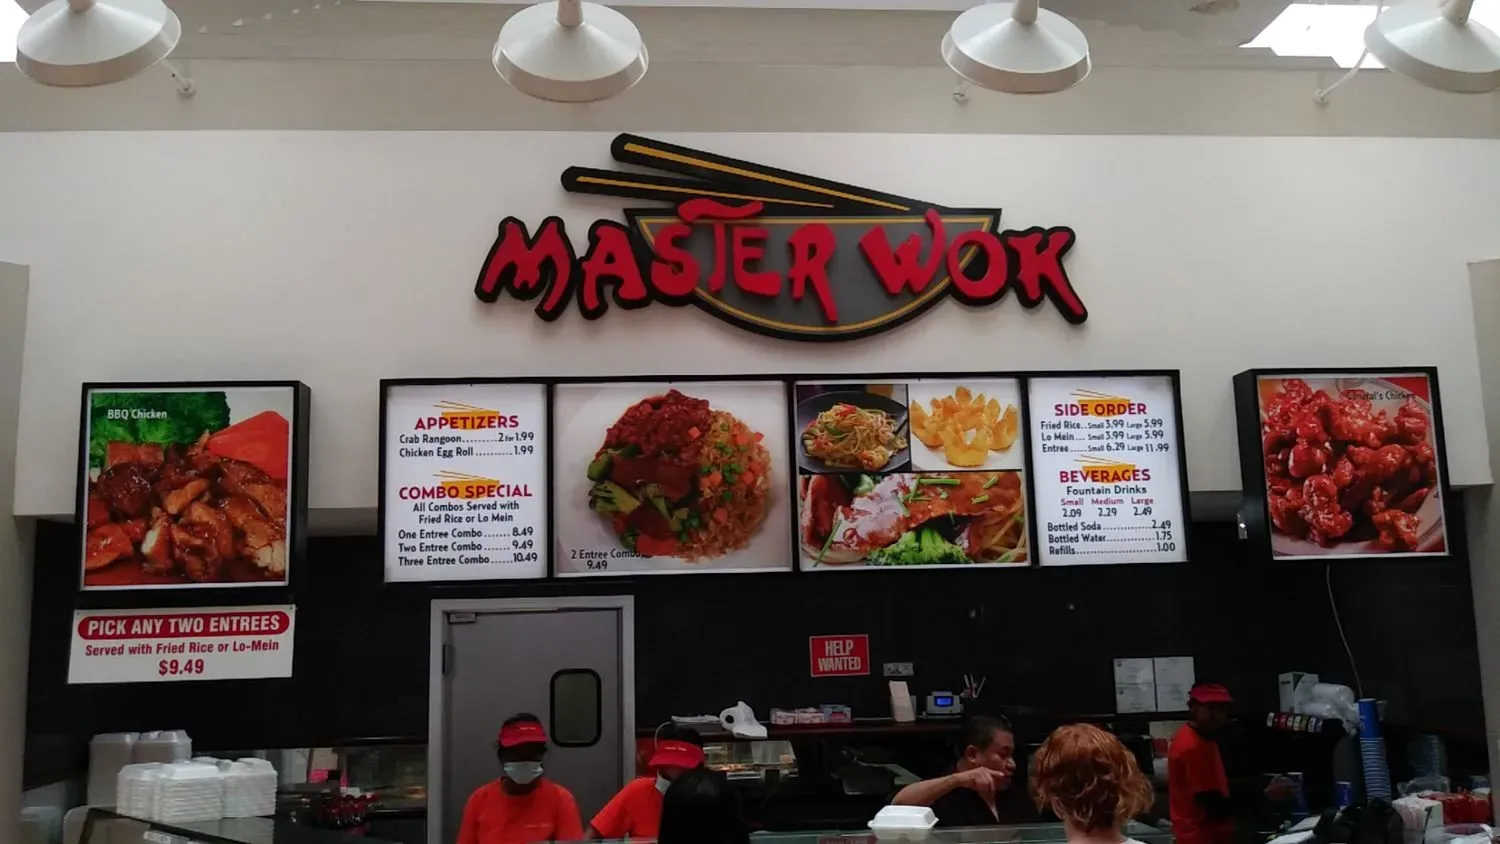 MASTER WOK
BBQ Chicken
PICK ANY TWO ENTREES
Served with Fried Rice or Lo-Mein
$9.49
APPETIZERS
Crab Rangoon.........2 for 1.99
Chicken Egg Roll.........1.99
COMBO SPECIAL
All Combos Served with
Fried Rice or Lo Mein
One Entree Combo......8.49
Two Entree Combo......9.49
Three Entree Combo.....10.49
2 Entree Combo
9.49
SIDE ORDER
Fried Rice..Small 3.99 Large 5.99
Lo Mein....Small 3.99 Large 5.99
Entree....Small 6.29 Large 11.99
BEVERAGES
Fountain Drinks
Small Medium Large
2.09 2.29 2.49
Bottled Soda............2.49
Bottled Water...........1.75
Refills....................1.00
General's Chicken
HELP
WANTED